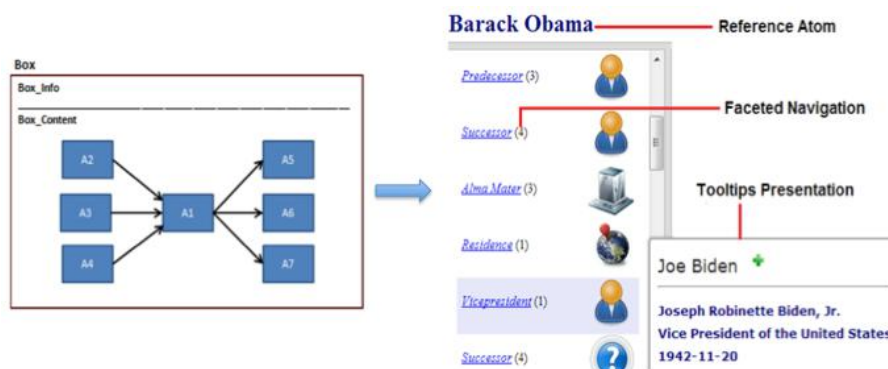 Box
Box_Info
Box_Content
A2
A5
A3
A1
A6
A4
A7
Barack Obama
Reference Atom
Predecessor (3)
Successor (4)
Faceted Navigation
Alma Mater (3)
Tooltips Presentation
Residence (1)
Joe Biden
Vicepresident (1)
Joseph Robinette Biden, Jr.
Vice President of the United States
Successor (4)
1942-11-20